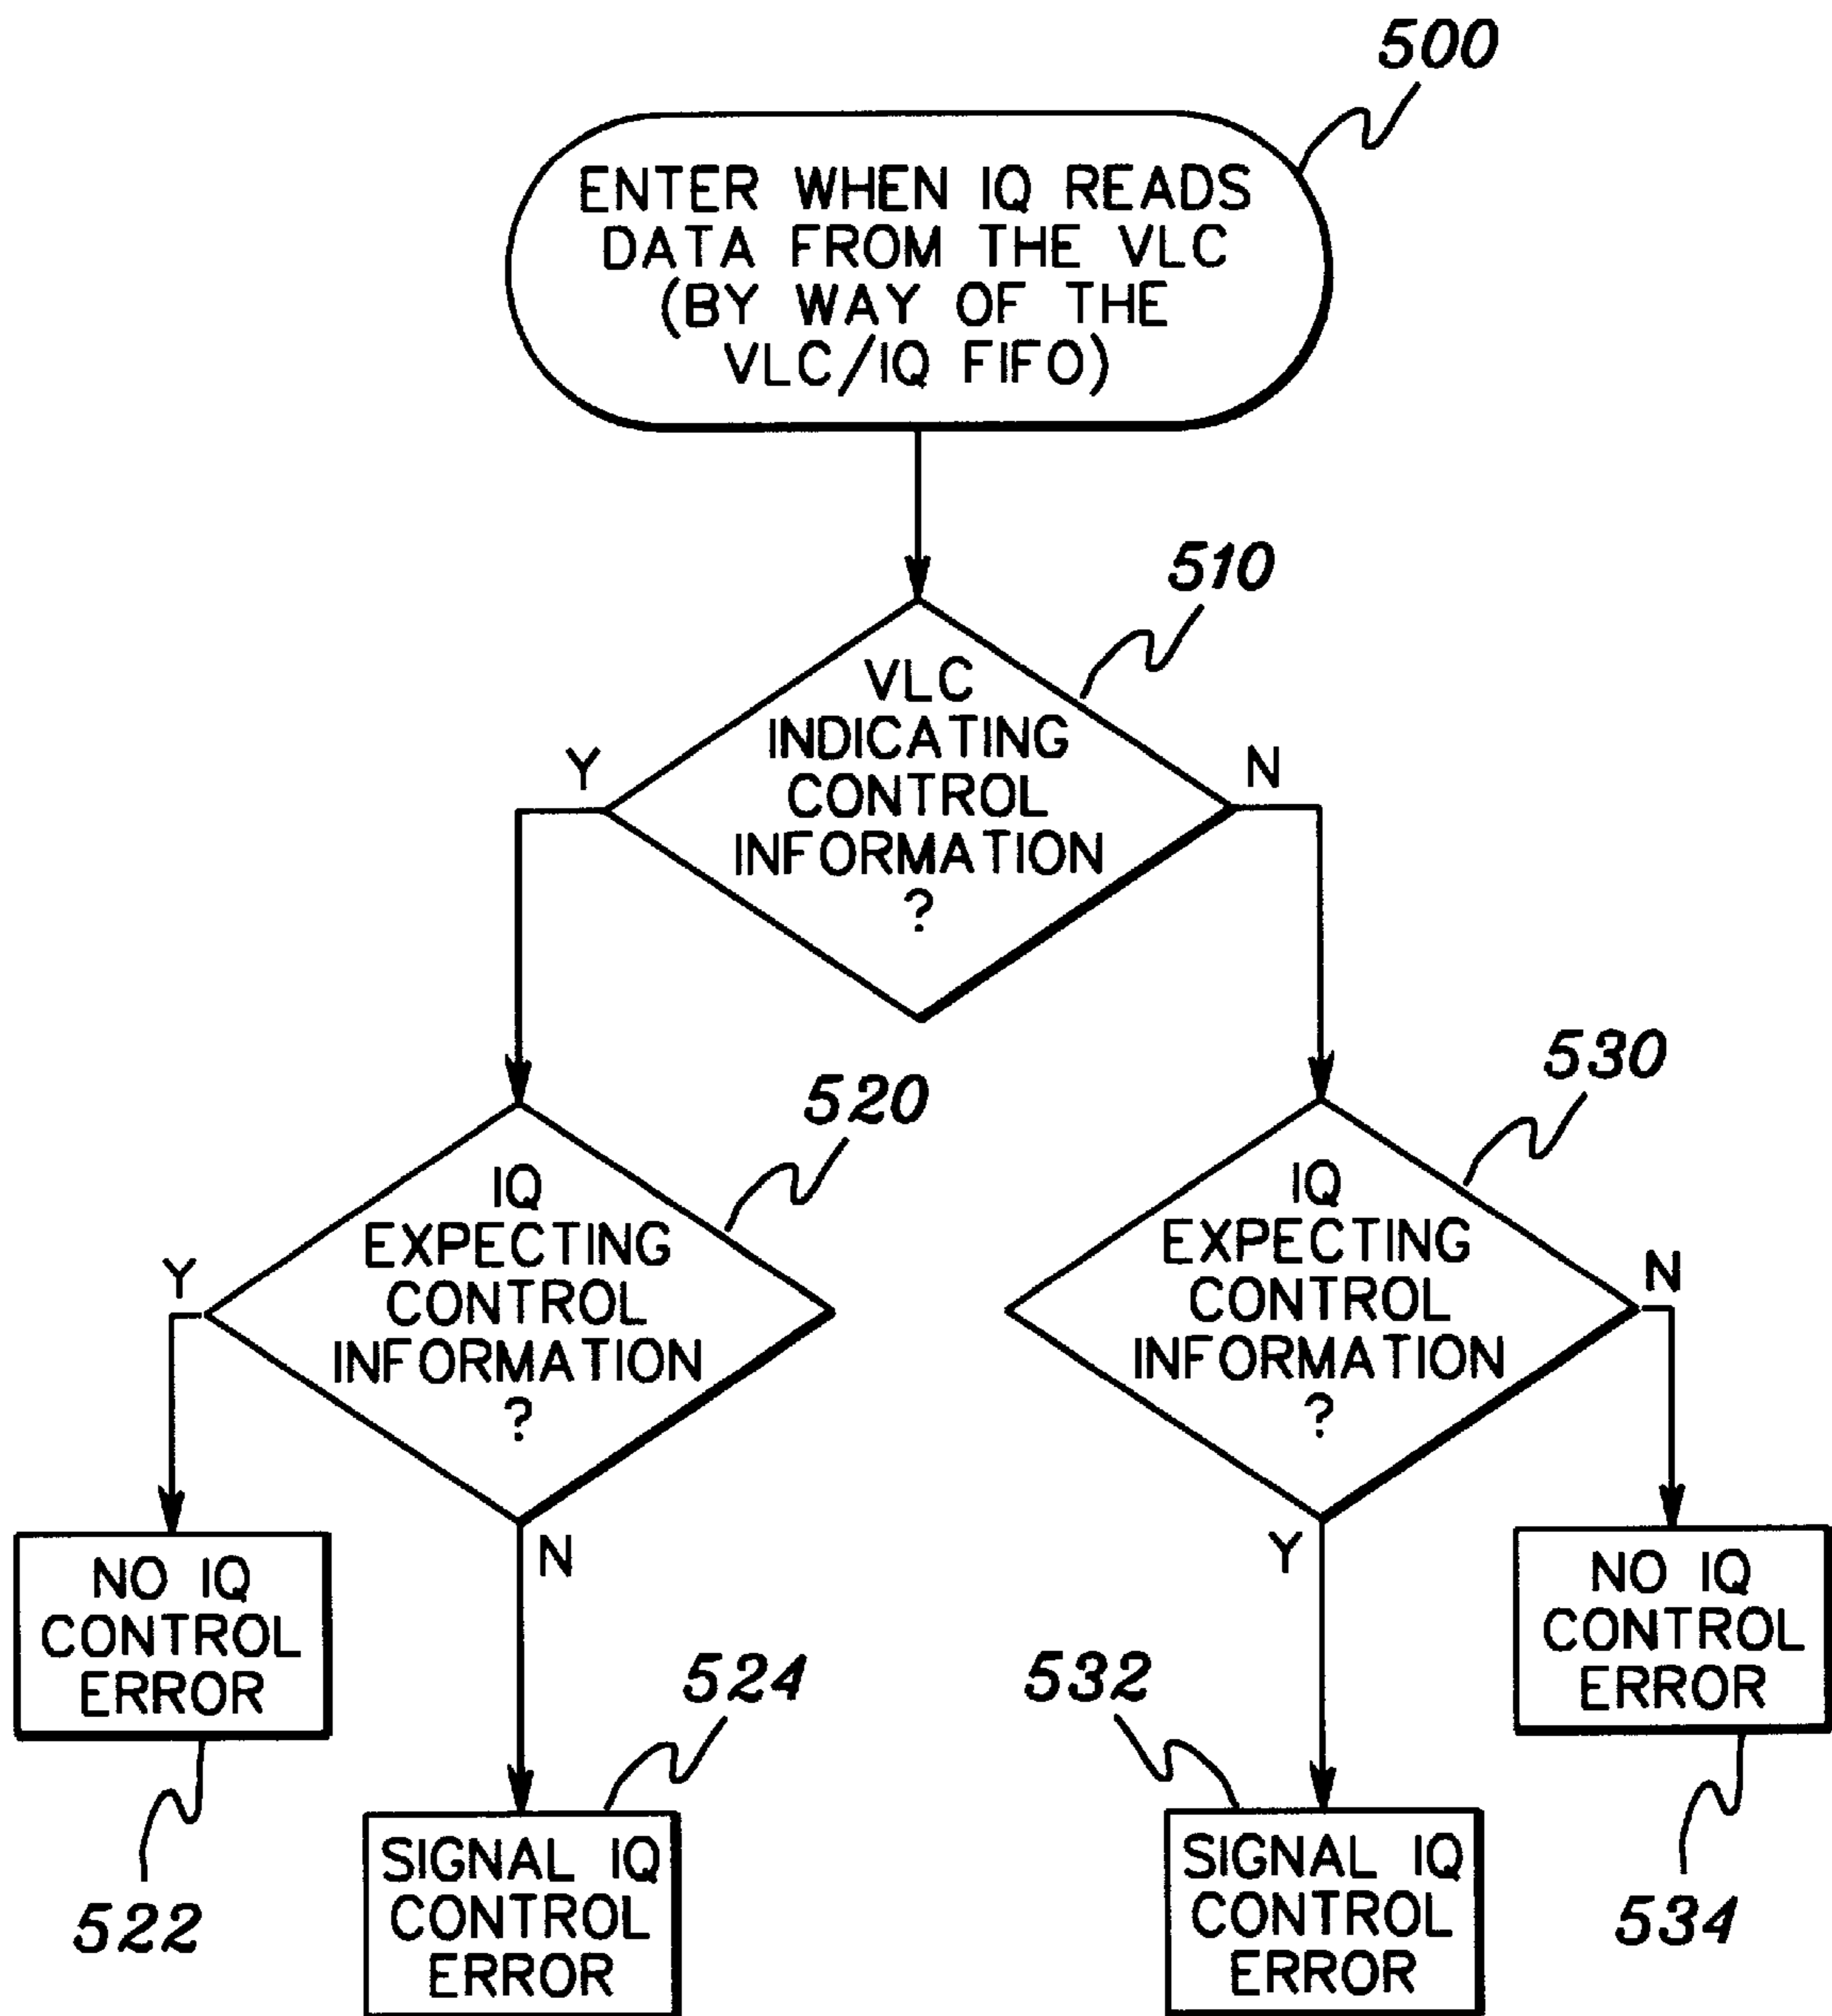 500
ENTER WHEN IQ READS
DATA FROM THE VLC
(BY WAY OF THE
VLC/IQ FIFO)
510
VLC
INDICATING
CONTROL
INFORMATION
?
Y
N
520
530
IQ
EXPECTING
CONTROL
INFORMATION
?
Y
N
IQ
EXPECTING
CONTROL
INFORMATION
?
N
Y
NO IQ
CONTROL
ERROR
522
524
SIGNAL IQ
CONTROL
ERROR
532
SIGNAL IQ
CONTROL
ERROR
NO IQ
CONTROL
ERROR
534